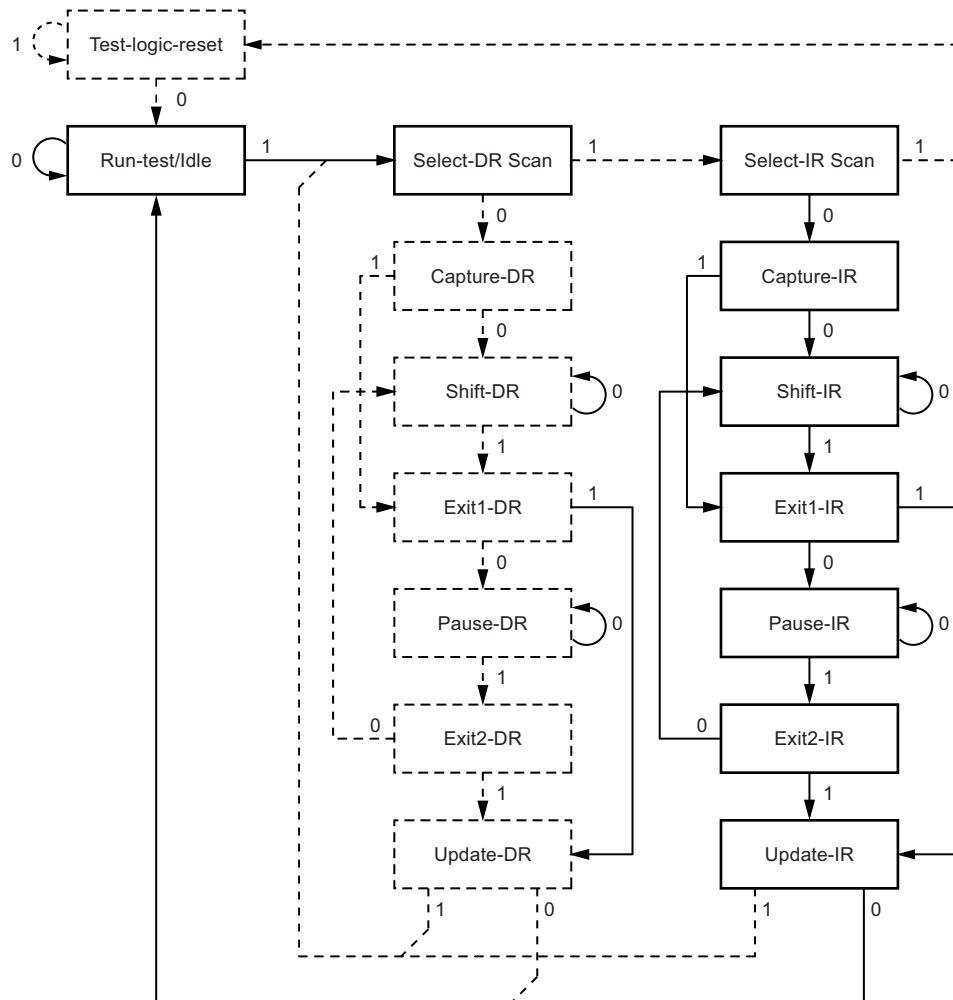 1 Test-logic-reset
0
0 Run-test/Idle 1 Select-DR Scan 1 Select-IR Scan 1
0 0
1 Capture-DR 1 Capture-IR
0 0
Shift-DR 0 Shift-IR 0
1 1
Exit1-DR 1 Exit1-IR 1
0 0
Pause-DR 0 Pause-IR 0
1 1
0 Exit2-DR 0 Exit2-IR
1 1
Update-DR Update-IR
1 0 1 0